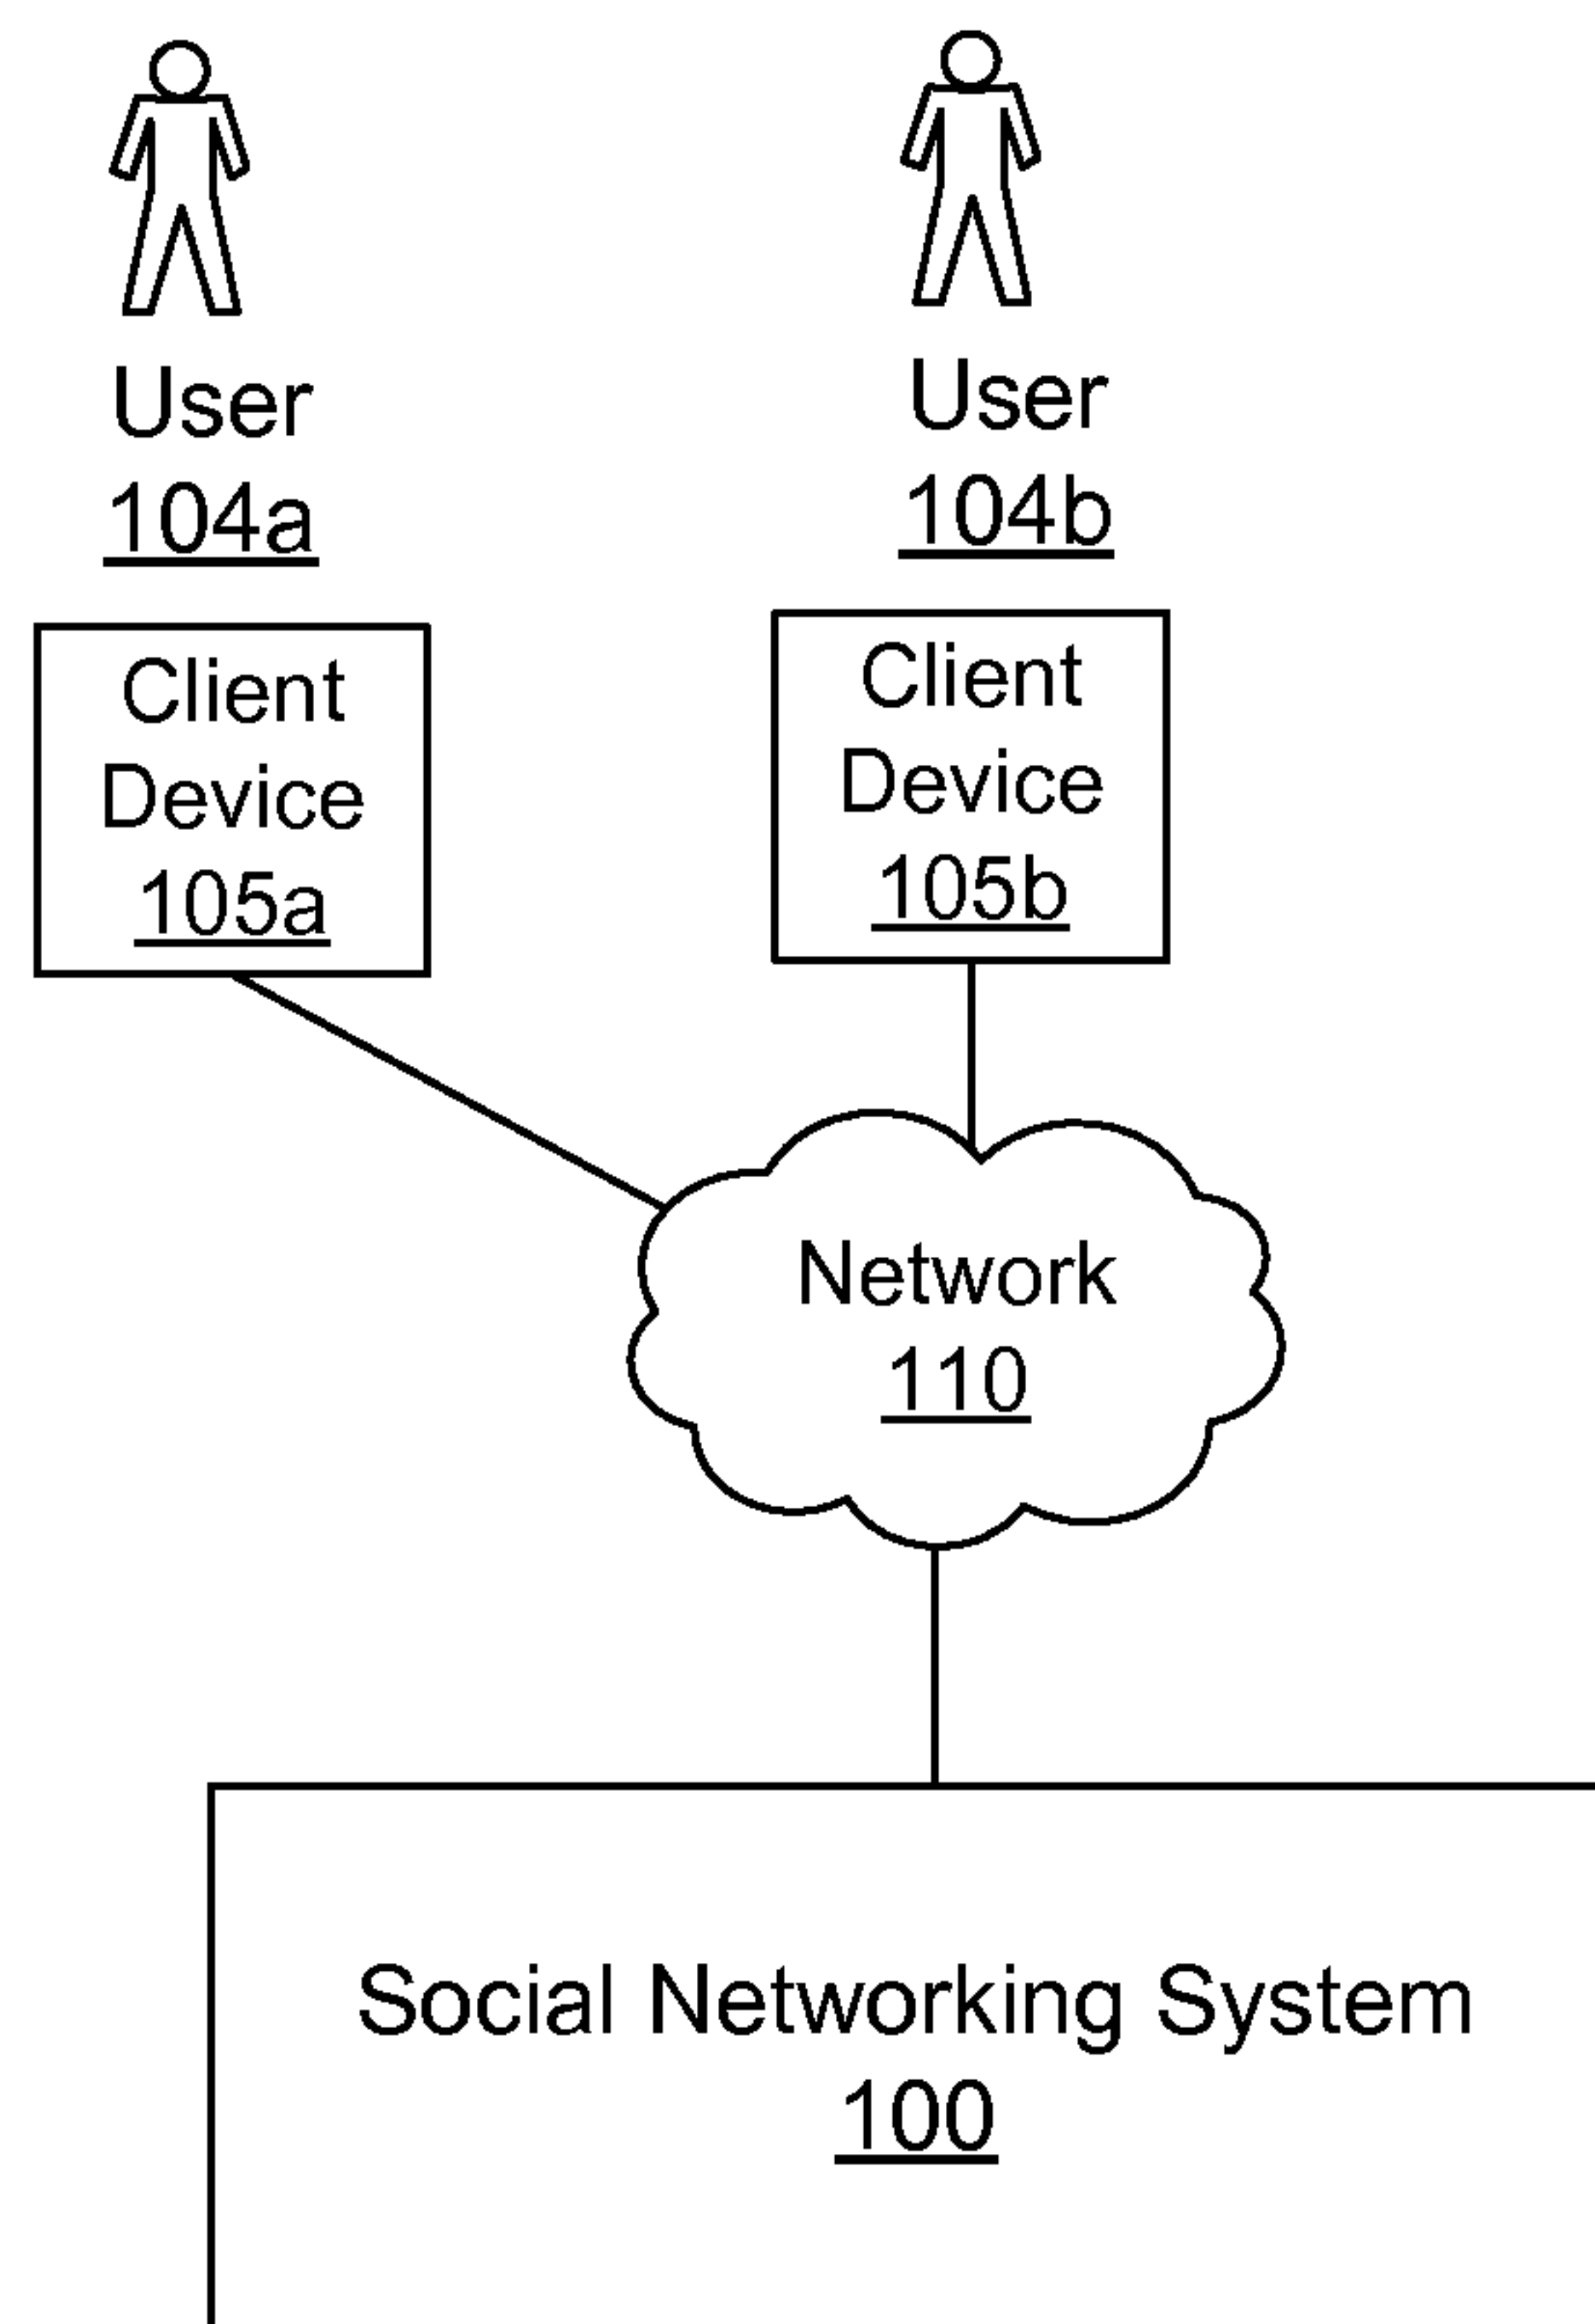 User
104a
User
104b
Client
Device
105a
Client
Device
105b
Network
110
Social Networking System
100